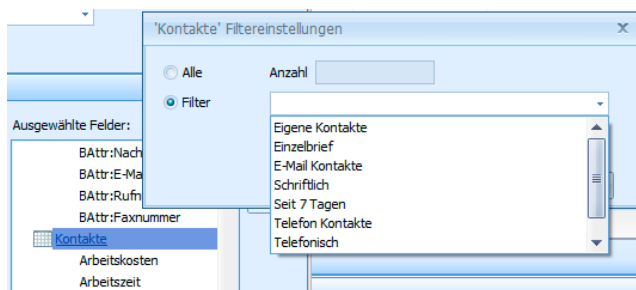 'Kontakte' Filtereinstellungen
X
Alle
Anzahl
Filter
Eigene Kontakte
Einzelbrief
E-Mail Kontakte
Schriftlich
Seit 7 Tagen
Telefon Kontakte
Telefonisch
Ausgewählte Felder:
BAttr:Nach
BAttr:E-Ma
BAttr:Rufn
BAttr:Faxnummer
Kontakte
Arbeitskosten
Arbeitszeit